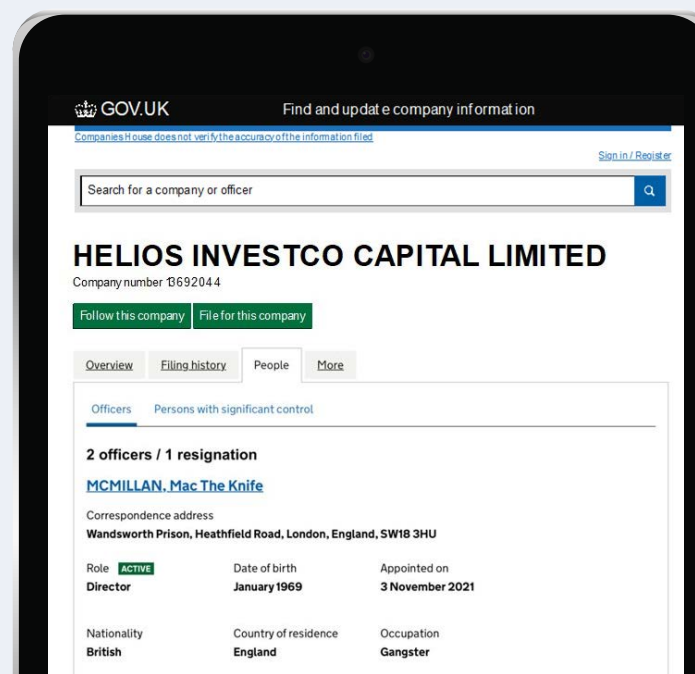 GOV.UK Find and update company information
Companies House does not verify the accuracy of the information filed
Sign in / Register
Search for a company or officer
HELIOS INVESTCO CAPITAL LIMITED
Company number 13692044
Follow this company File for this company
Overview Filing history People More
Officers Persons with significant control
2 officers / 1 resignation
MCMILLAN, Mac The Knife
Correspondence address
Wandsworth Prison, Heathfield Road, London, England, SW18 3HU
Role ACTIVE Date of birth Appointed on
Director January 1969 3 November 2021
Nationality Country of residence Occupation
British England Gangster